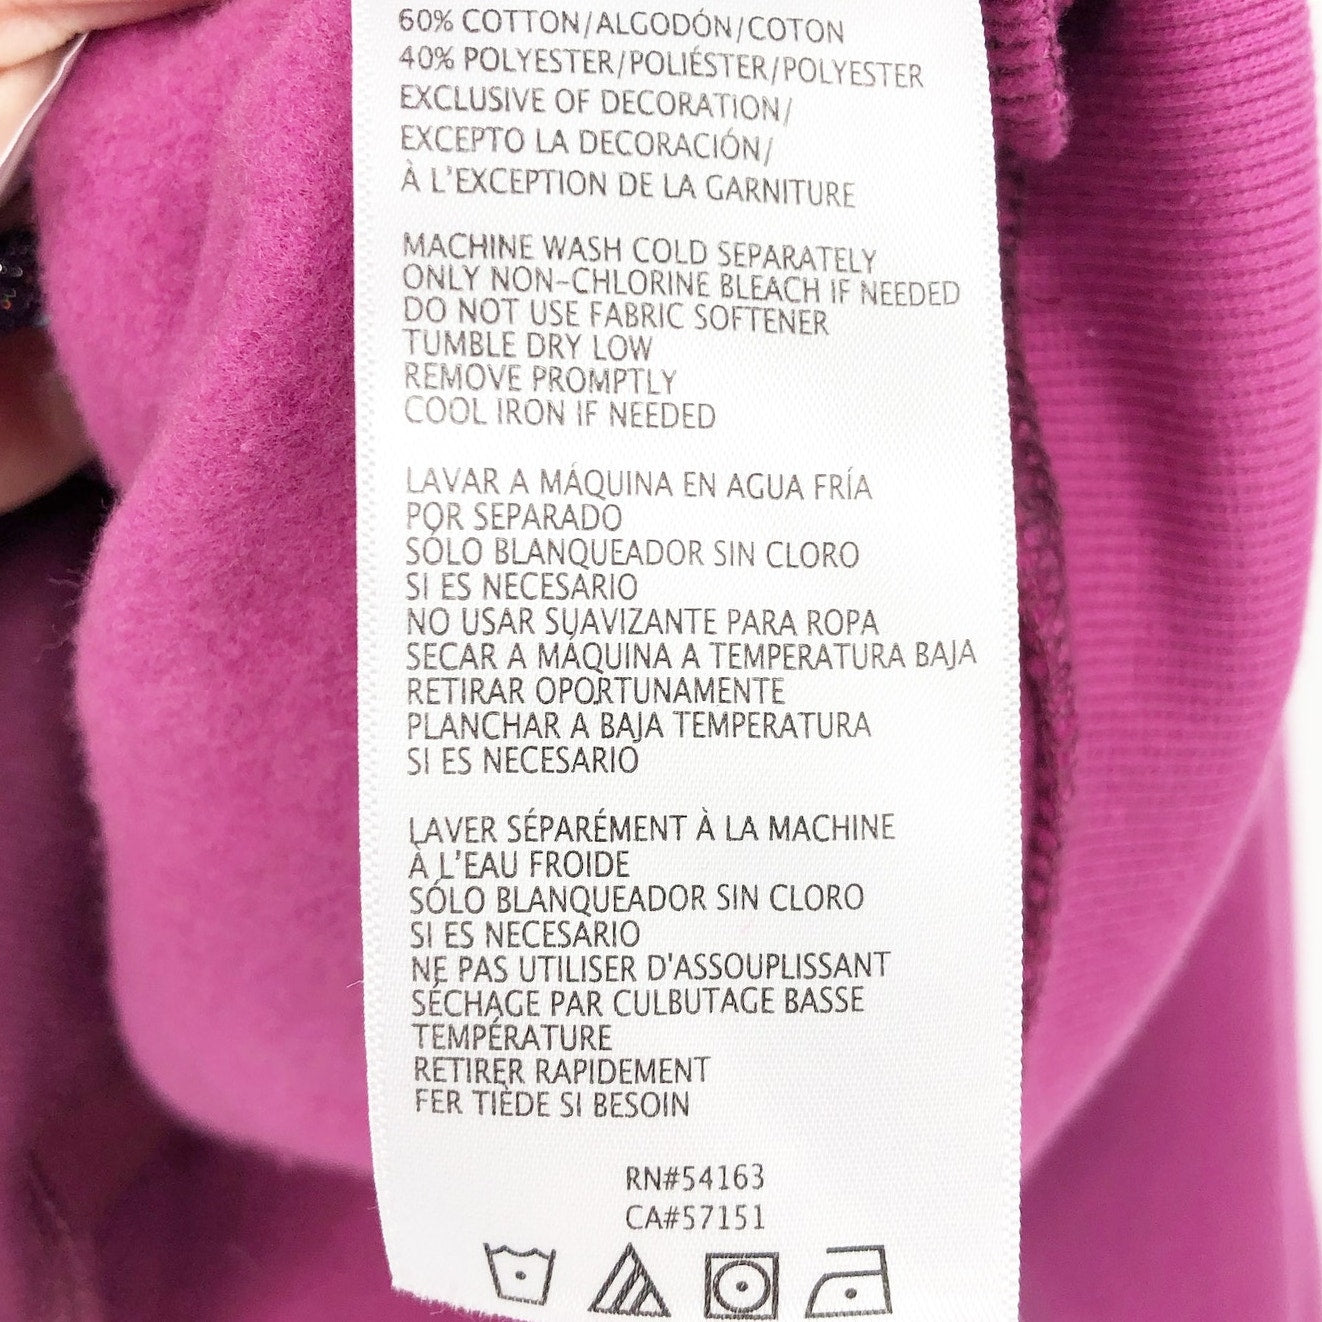 60% COTTON/ALGODÓN/COTON
40% POLYESTER/POLIÉSTER/POLYESTER
EXCLUSIVE OF DECORATION/
EXCEPTO LA DECORACIÓN/
À L'EXCEPTION DE LA GARNITURE
MACHINE WASH COLD SEPARATELY
ONLY NON-CHLORINE BLEACH IF NEEDED
DO NOT USE FABRIC SOFTENER
TUMBLE DRY LOW
REMOVE PROMPTLY
COOL IRON IF NEEDED
LAVAR A MÁQUINA EN AGUA FRÍA
POR SEPARADO
SÓLO BLANQUEADOR SIN CLORO
SI ES NECESARIO
NO USAR SUAVIZANTE PARA ROPA
SECAR A MÁQUINA A TEMPERATURA BAJA
RETIRAR OPORTUNAMENTE
PLANCHAR A BAJA TEMPERATURA
SI ES NECESARIO
LAVER SÉPARÉMENT À LA MACHINE
À L'EAU FROIDE
SÓLO BLANQUEADOR SIN CLORO
SI ES NECESARIO
NE PAS UTILISER D'ASSOUPLISSANT
SÉCHAGE PAR CULBUTAGE BASSE
TEMPÉRATURE
RETIRER RAPIDEMENT
FER TIÈDE SI BESOIN
RN#54163
CA#57151